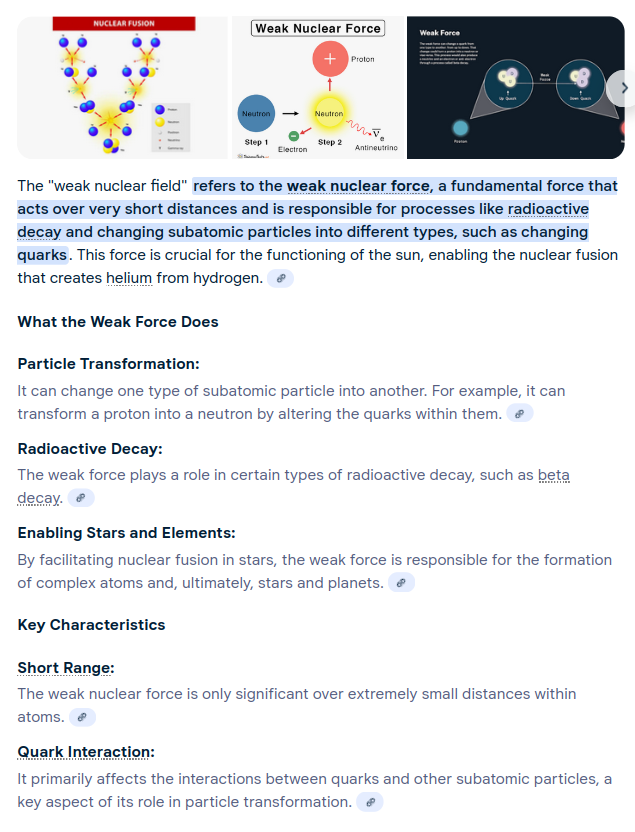 NUCLEAR FUSION
Weak Nuclear Force
Proton
Neutron
Neutron
Step 1
Step 2
Electron
ν̅e
Antineutrino
Weak Force
Up Quark
Weak Force
Down Quark
Proton
The "weak nuclear field" refers to the weak nuclear force, a fundamental force that
acts over very short distances and is responsible for processes like radioactive
decay and changing subatomic particles into different types, such as changing
quarks. This force is crucial for the functioning of the sun, enabling the nuclear fusion
that creates helium from hydrogen.
What the Weak Force Does
Particle Transformation:
It can change one type of subatomic particle into another. For example, it can
transform a proton into a neutron by altering the quarks within them.
Radioactive Decay:
The weak force plays a role in certain types of radioactive decay, such as beta
decay.
Enabling Stars and Elements:
By facilitating nuclear fusion in stars, the weak force is responsible for the formation
of complex atoms and, ultimately, stars and planets.
Key Characteristics
Short Range:
The weak nuclear force is only significant over extremely small distances within
atoms.
Quark Interaction:
It primarily affects the interactions between quarks and other subatomic particles, a
key aspect of its role in particle transformation.